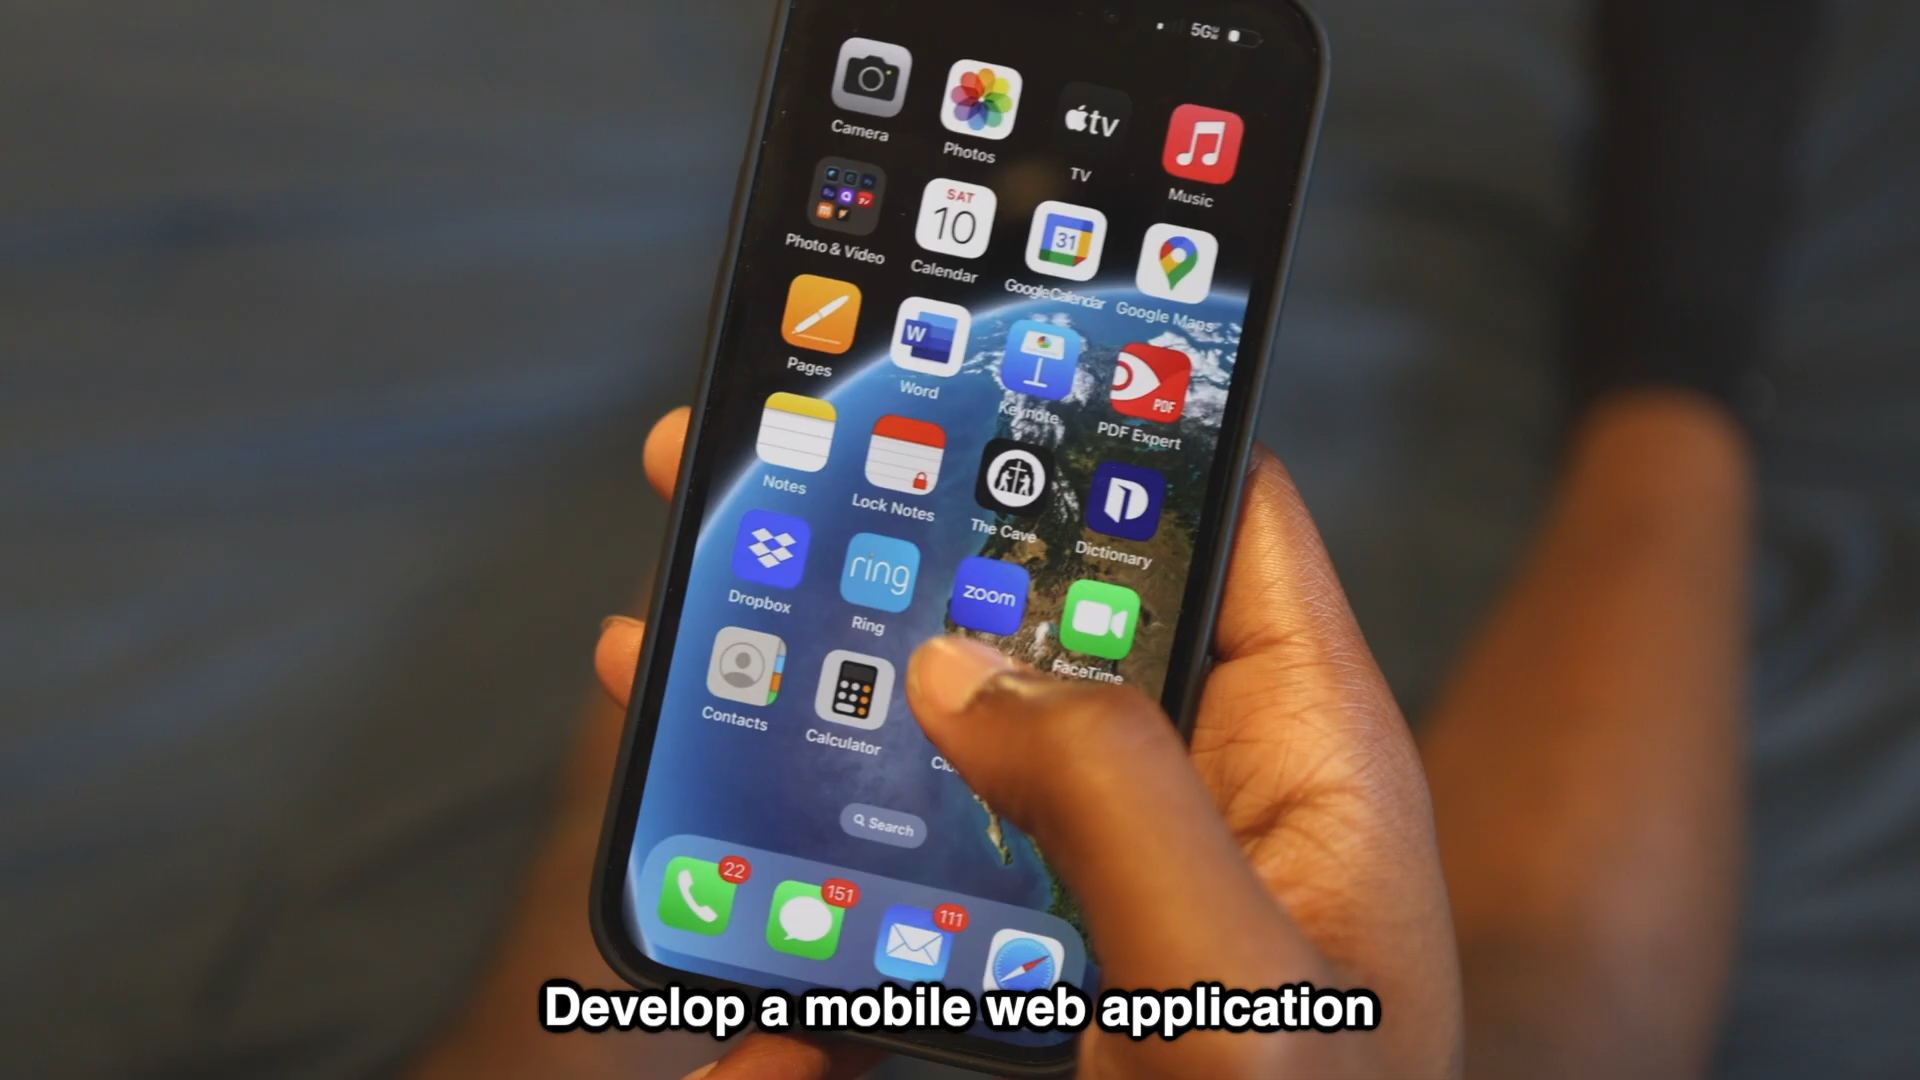 5G
Camera
Photos
tv
TV
Music
Photo & Video
SAT
10
Calendar
31
Google Calendar
Google Maps
Pages
W
Word
Keynote
PDF
PDF Expert
Notes
Lock Notes
The Cave
D
Dictionary
Dropbox
ring
Ring
zoom
FaceTime
Contacts
Calculator
Search
22
151
111
Develop a mobile web application